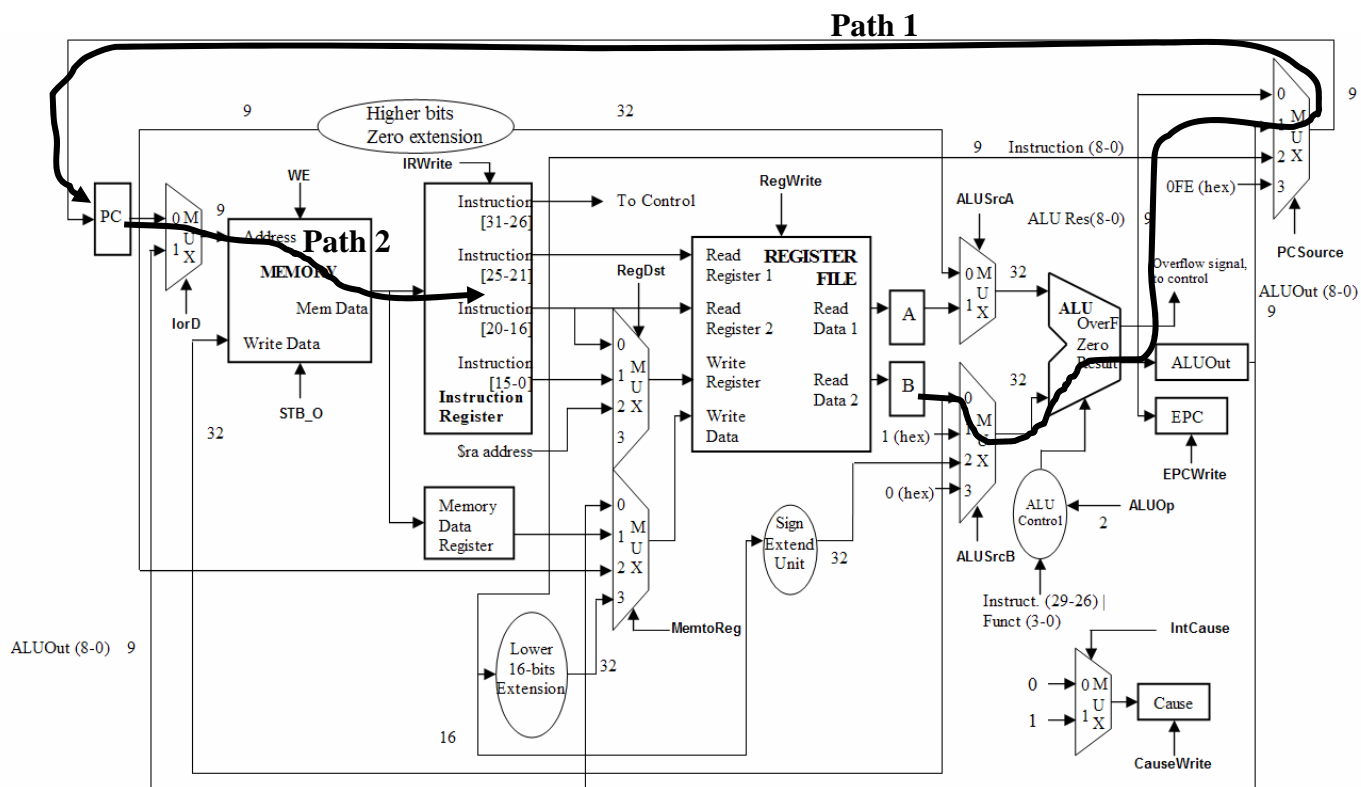 Path 1
9
Higher bits
Zero extension
32
9
IRWrite
WE
RegWrite
ALUSrcA
9 Instruction (8-0)
0
1
2
3
M
U
X
0FE (hex)
PCSource
PC
0
1
M
U
X
IorD
9
Address
Path 2
MEMORY
Mem Data
Write Data
STB_O
32
Instruction
[31-26]
Instruction
[25-21]
Instruction
[20-16]
Instruction
[15-0]
Instruction
Register
To Control
RegDst
0
1
2
3
M
U
X
$ra address
Read
Register 1
REGISTER
FILE
Read
Register 2
Read
Data 1
Write
Register
Read
Data 2
Write
Data
A
B
0
1
M
U
X
32
ALU Res(8-0)
9
ALU
OverF
Zero
Result
Overflow signal,
to control
ALUOut (8-0)
9
ALUOut
EPC
EPCWrite
0
1
2
3
M
U
X
32
1 (hex)
0 (hex)
ALUSrcB
ALU
Control
ALUOp
2
Instruct. (29-26) |
Funct (3-0)
Memory
Data
Register
0
1
2
3
M
U
X
MemtoReg
Sign
Extend
Unit
32
Lower
16-bits
Extension
32
ALUOut (8-0) 9
16
IntCause
0
1
0
1
M
U
X
Cause
CauseWrite